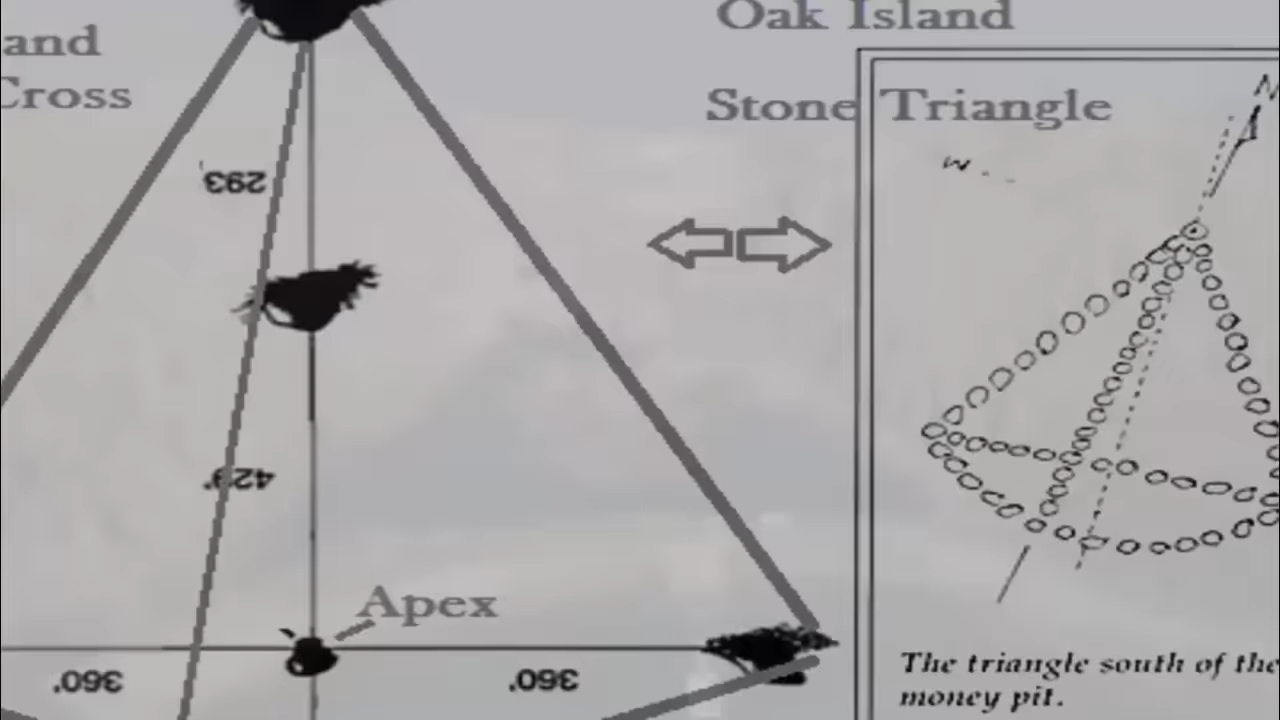 and
Cross
Oak Island
Stone Triangle
N
W
293'
429'
Apex
360'
360'
The triangle south of the
money pit.